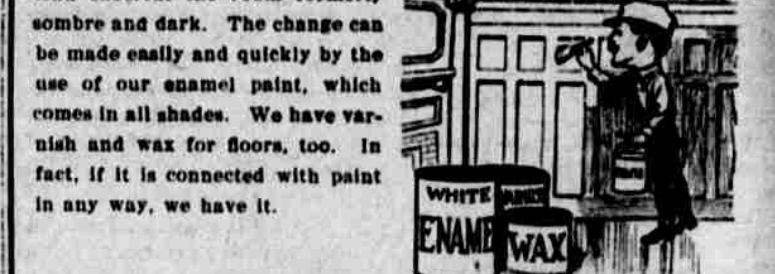 sombre and dark. The change can
be made easily and quickly by the
use of our enamel paint, which
comes in all shades. We have var-
nish and wax for floors, too. In
fact, if it is connected with paint
in any way, we have it.
WHITE
ENAME
WAX